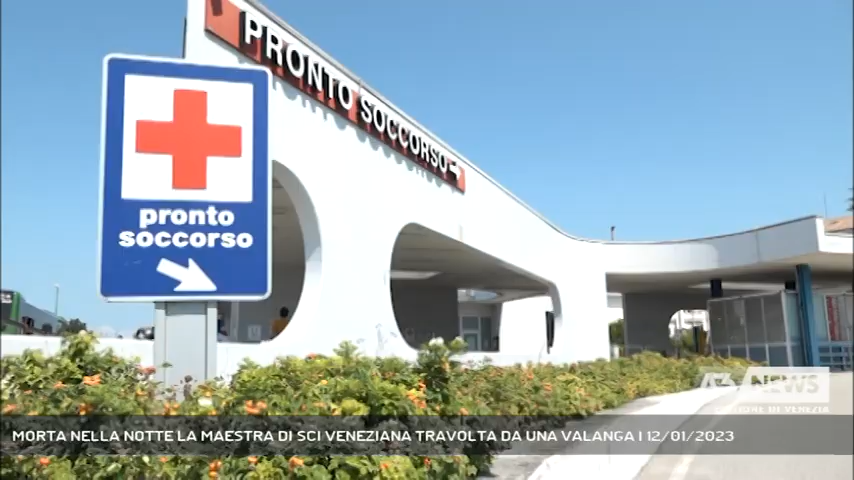 PRONTO SOCCORSO →
pronto
soccorso
A3 NEWS
MORTA NELLA NOTTE LA MAESTRA DI SCI VENEZIANA TRAVOLTA DA UNA VALANGA | 12/01/2023